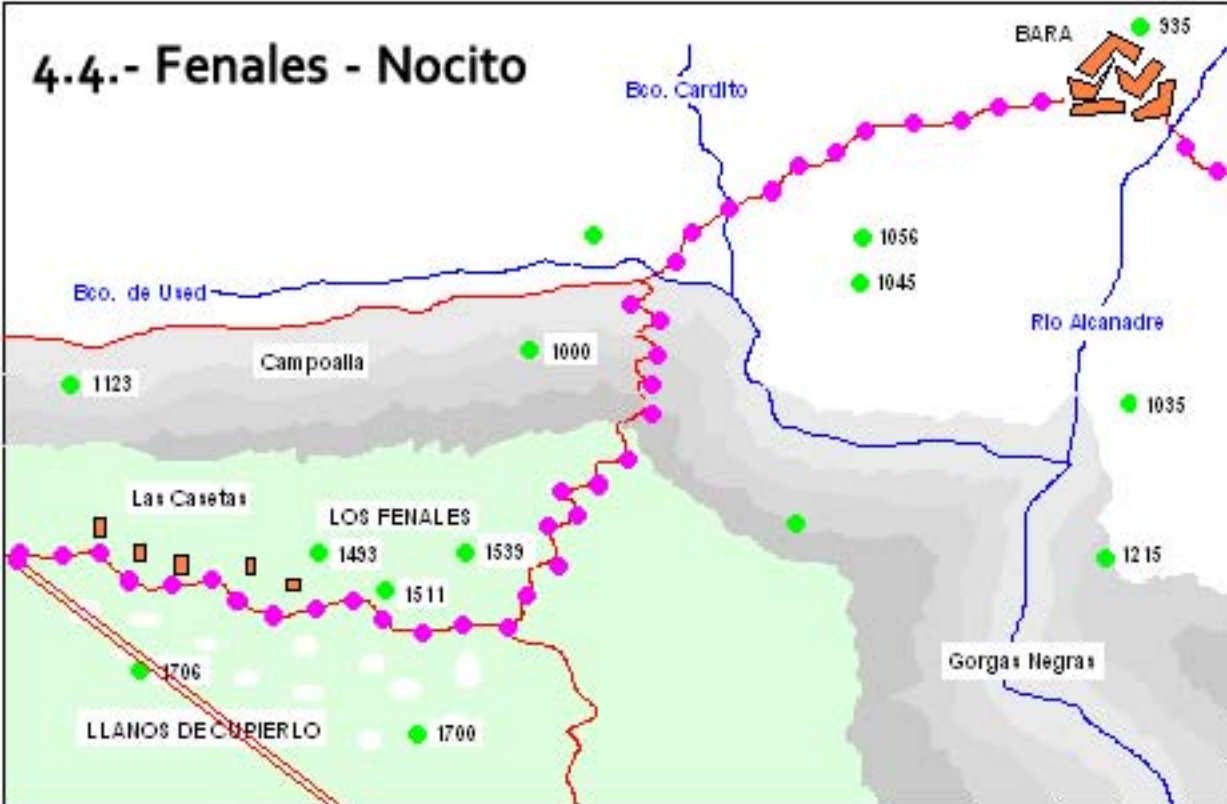 4.4.- Fenales - Nocito
BARA
935
Bco. Cardito
1056
1045
Bco. de Used
Rio Alcanadre
Campoalla
1000
1123
1035
Las Casetas
LOS FENALES
1493
1539
1511
1215
1706
Gorgas Negras
LLANOS DE CUPIERLO
1700